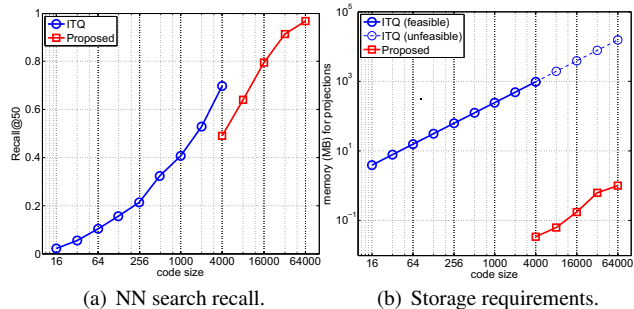 ITQ
Proposed
Recall@50
1
0.8
0.6
0.4
0.2
0
16 64 256 1000 4000 16000 64000
code size
(a) NN search recall.
ITQ (feasible)
ITQ (unfeasible)
Proposed
memory (MB) for projections
10^5
10^3
10^1
10^-1
16 64 256 1000 4000 16000 64000
code size
(b) Storage requirements.